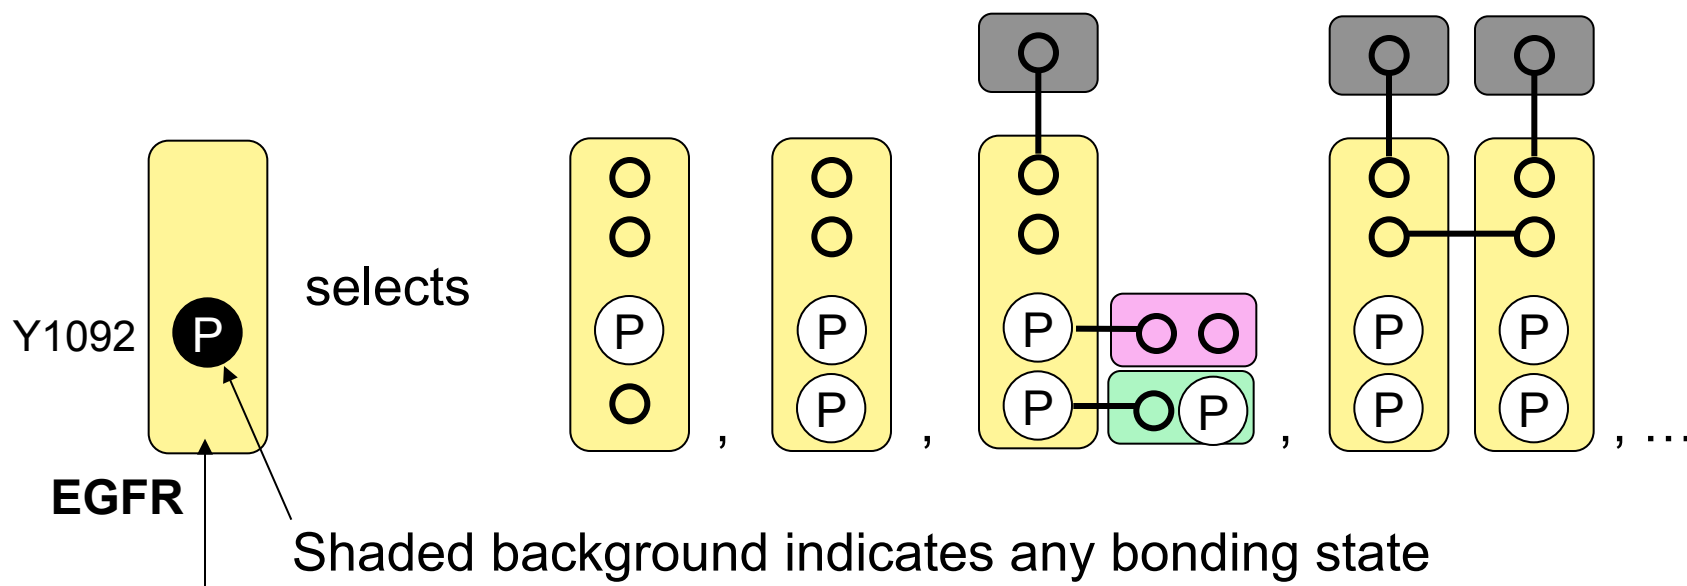 P P P P P P
selects
Y1092 P
P P P P P
, , , , …
EGFR
Shaded background indicates any bonding state